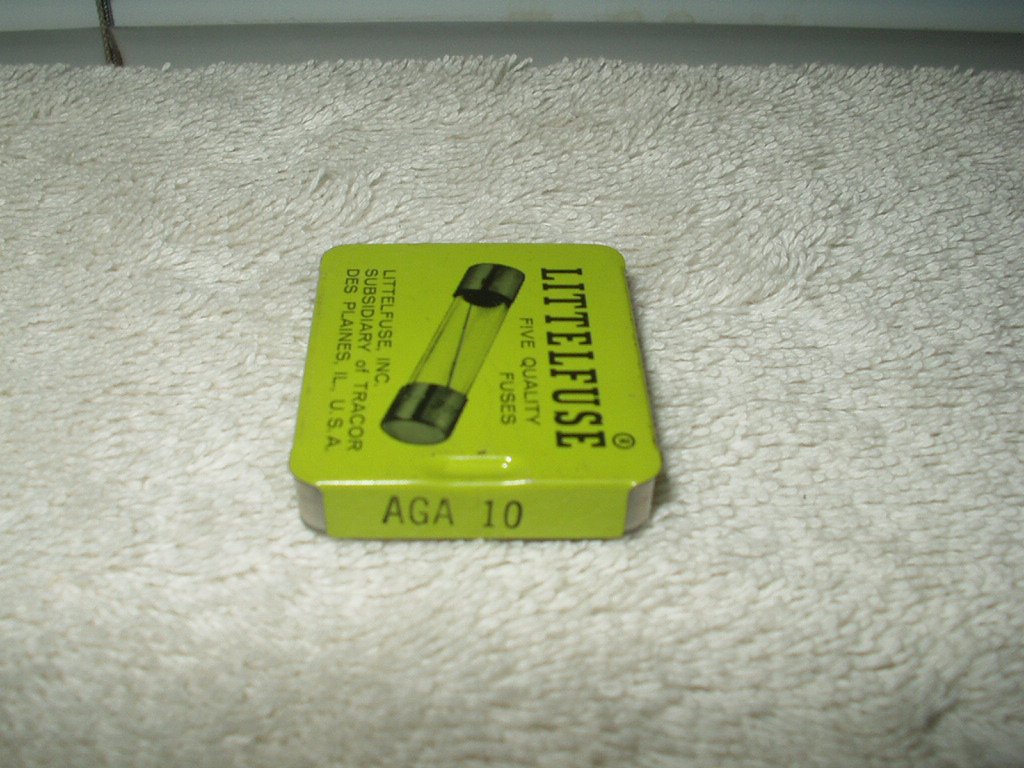 LITTELFUSE®
FIVE QUALITY FUSES
LITTELFUSE, INC.
SUBSIDIARY of TRACOR
DES PLAINES, IL, U.S.A.
AGA 10